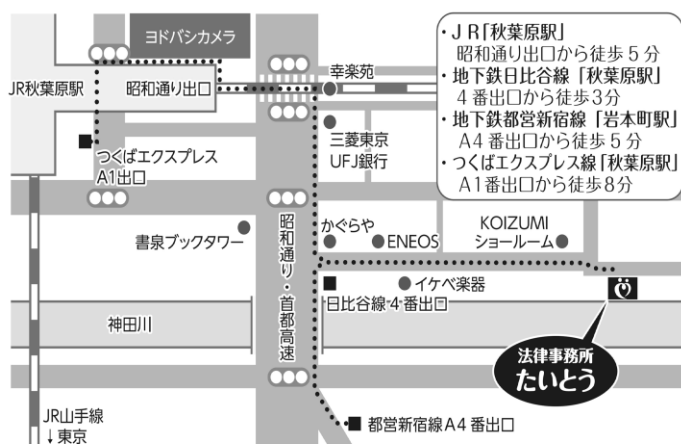 ヨドバシカメラ
JR秋葉原駅
昭和通り出口
幸楽苑
・JR「秋葉原駅」
昭和通り出口から徒歩5分
・地下鉄日比谷線「秋葉原駅」
4番出口から徒歩3分
・地下鉄都営新宿線「岩本町駅」
A4番出口から徒歩5分
・つくばエクスプレス線「秋葉原駅」
A1番出口から徒歩8分
三菱東京
UFJ銀行
つくばエクスプレス
A1出口
書泉ブックタワー
昭和通り・首都高速
かぐらや
ENEOS
KOIZUMI
ショールーム
イケベ楽器
日比谷線4番出口
神田川
法律事務所
たいとう
JR山手線
↓東京
都営新宿線A4番出口